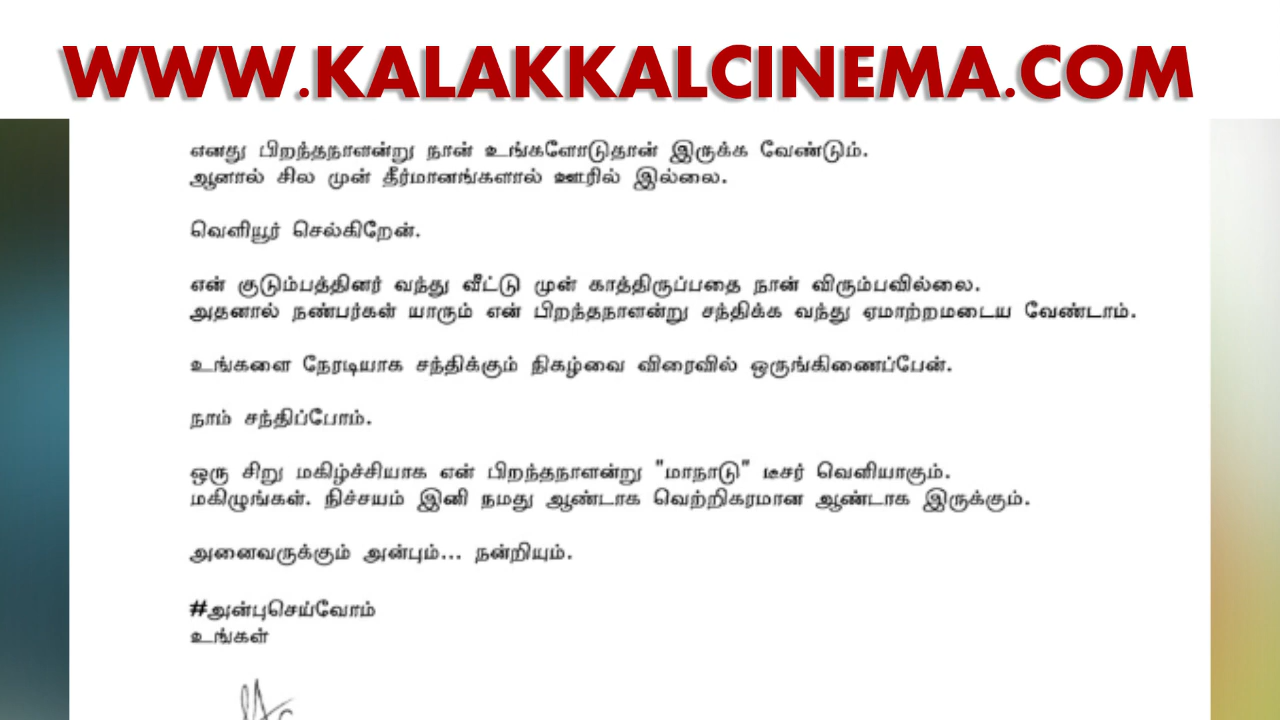 WWW.KALAKKALCINEMA.COM
எனது பிறந்தநாளன்று நான் உங்களோடுதான் இருக்க வேண்டும்.
ஆனால் சில முன் தீர்மானங்களால் ஊரில் இல்லை.
வெளியூர் செல்கிறேன்.
என் குடும்பத்தினர் வந்து வீட்டு முன் காத்திருப்பதை நான் விரும்பவில்லை.
அதனால் நண்பர்கள் யாரும் என் பிறந்தநாளன்று சந்திக்க வந்து ஏமாற்றமடைய வேண்டாம்.
உங்களை நேரடியாக சந்திக்கும் நிகழ்வை விரைவில் ஒருங்கிணைப்பேன்.
நாம் சந்திப்போம்.
ஒரு சிறு மகிழ்ச்சியாக என் பிறந்தநாளன்று "மாநாடு" டீசர் வெளியாகும்.
மகிழுங்கள். நிச்சயம் இனி நமது ஆண்டாக வெற்றிகரமான ஆண்டாக இருக்கும்.
அனைவருக்கும் அன்பும்... நன்றியும்.
#அன்புசெய்வோம்
உங்கள்